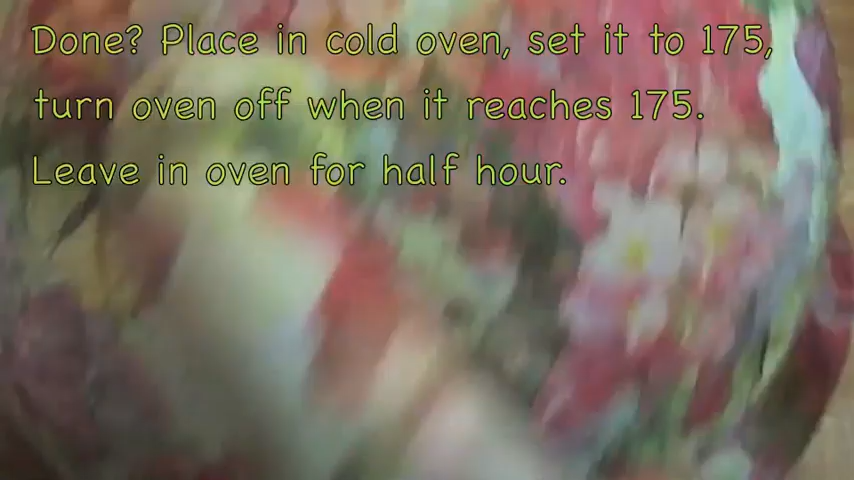 Done? Place in cold oven, set it to 175,
turn oven off when it reaches 175.
Leave in oven for half hour.